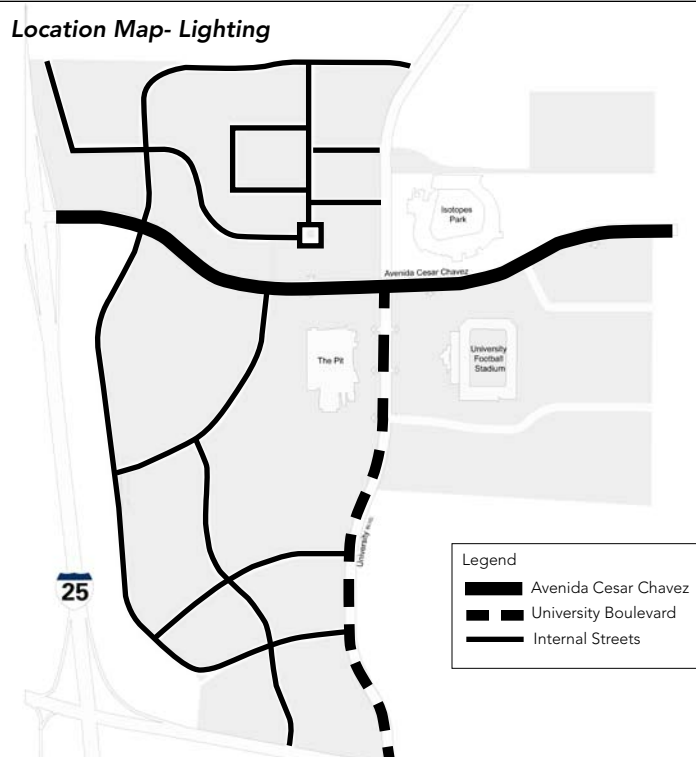 Location Map- Lighting
Isotopes
Park
Avenida Cesar Chavez
The Pit
University
Football
Stadium
University Blvd.
25
Legend
Avenida Cesar Chavez
University Boulevard
Internal Streets